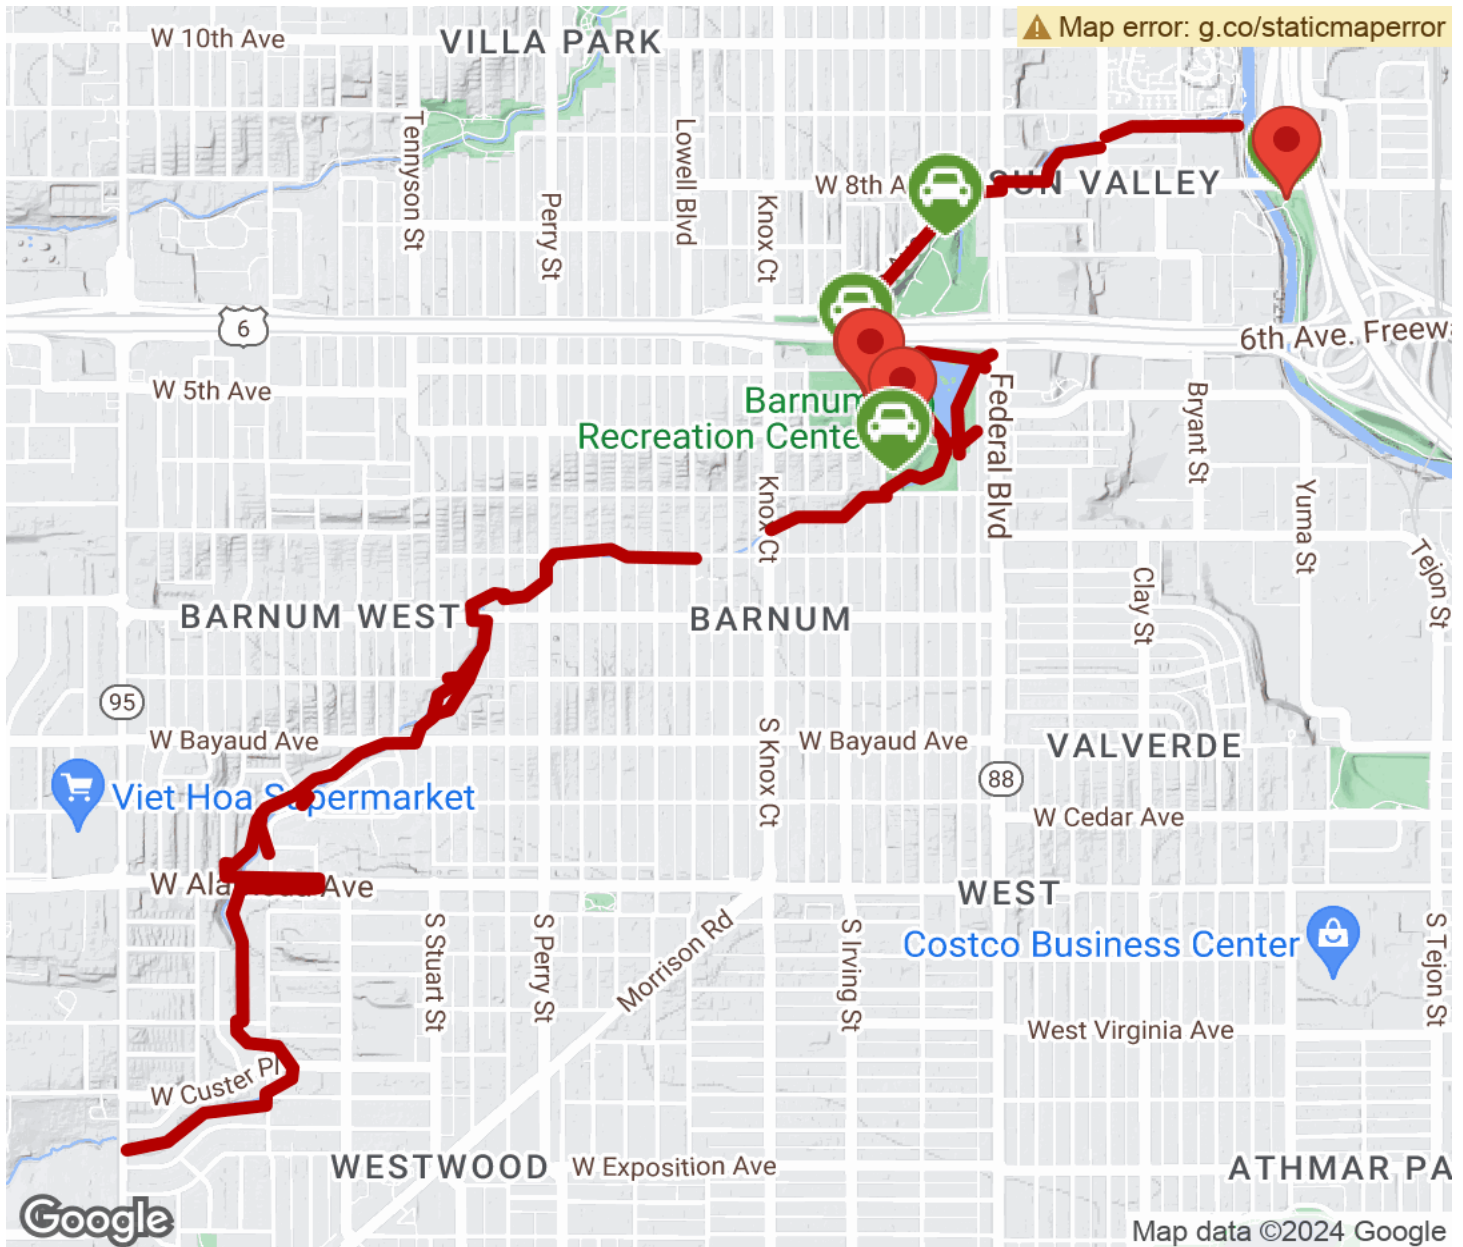 W 10th Ave
VILLA PARK
Map error: g.co/staticmaperror
Tennyson St
Lowell Blvd
W 8th A
SUN VALLEY
Perry St
Knox Ct
6
6th Ave. Freew
W 5th Ave
Barnum
Recreation Cente
Federal Blvd
Bryant St
Knox Ct
Yuma St
Tejon St
Clay St
BARNUM WEST
BARNUM
95
W Bayaud Ave
S Knox Ct
W Bayaud Ave
VALVERDE
88
Viet Hoa Supermarket
W Cedar Ave
W Ala
Ave
WEST
S Stuart St
S Perry St
Morrison Rd
S Irving St
Costco Business Center
S Tejon St
West Virginia Ave
W Custer Pl
WESTWOOD
W Exposition Ave
ATHMAR PA
Google
Map data ©2024 Google